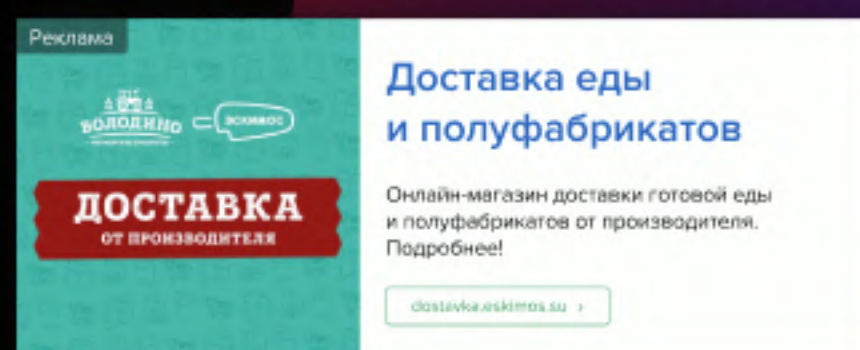 Реклама
ВОЛОДИНО
ЭСКИМОС
ДОСТАВКА
ОТ ПРОИЗВОДИТЕЛЯ
Доставка еды
и полуфабрикатов
Онлайн-магазин доставки готовой еды
и полуфабрикатов от производителя.
Подробнее!
dostavka.eskimos.su ›